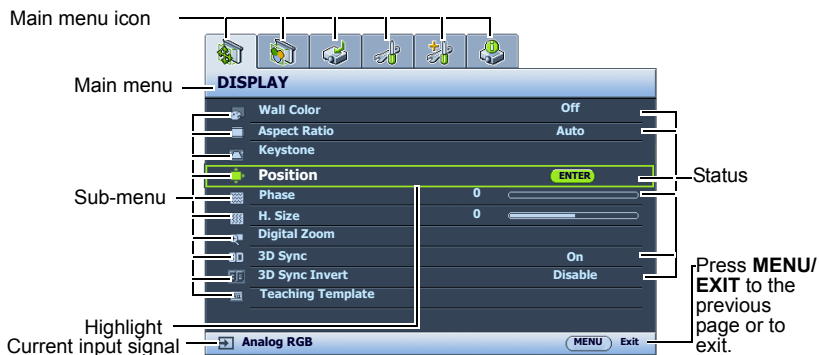 Main menu icon
Main menu
DISPLAY
Wall Color Off
Aspect Ratio Auto
Keystone
Position ENTER
Status
Sub-menu
Phase 0
H. Size 0
Digital Zoom
3D 3D Sync On
3D Sync Invert Disable
Teaching Template
Press MENU/
EXIT to the
previous
page or to
exit.
Highlight
Current input signal
Analog RGB MENU Exit